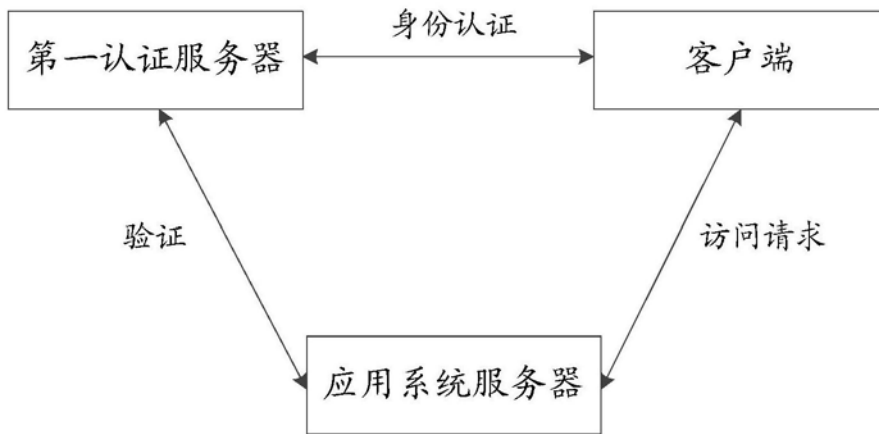 身份认证
第一认证服务器
客户端
验证
访问请求
应用系统服务器